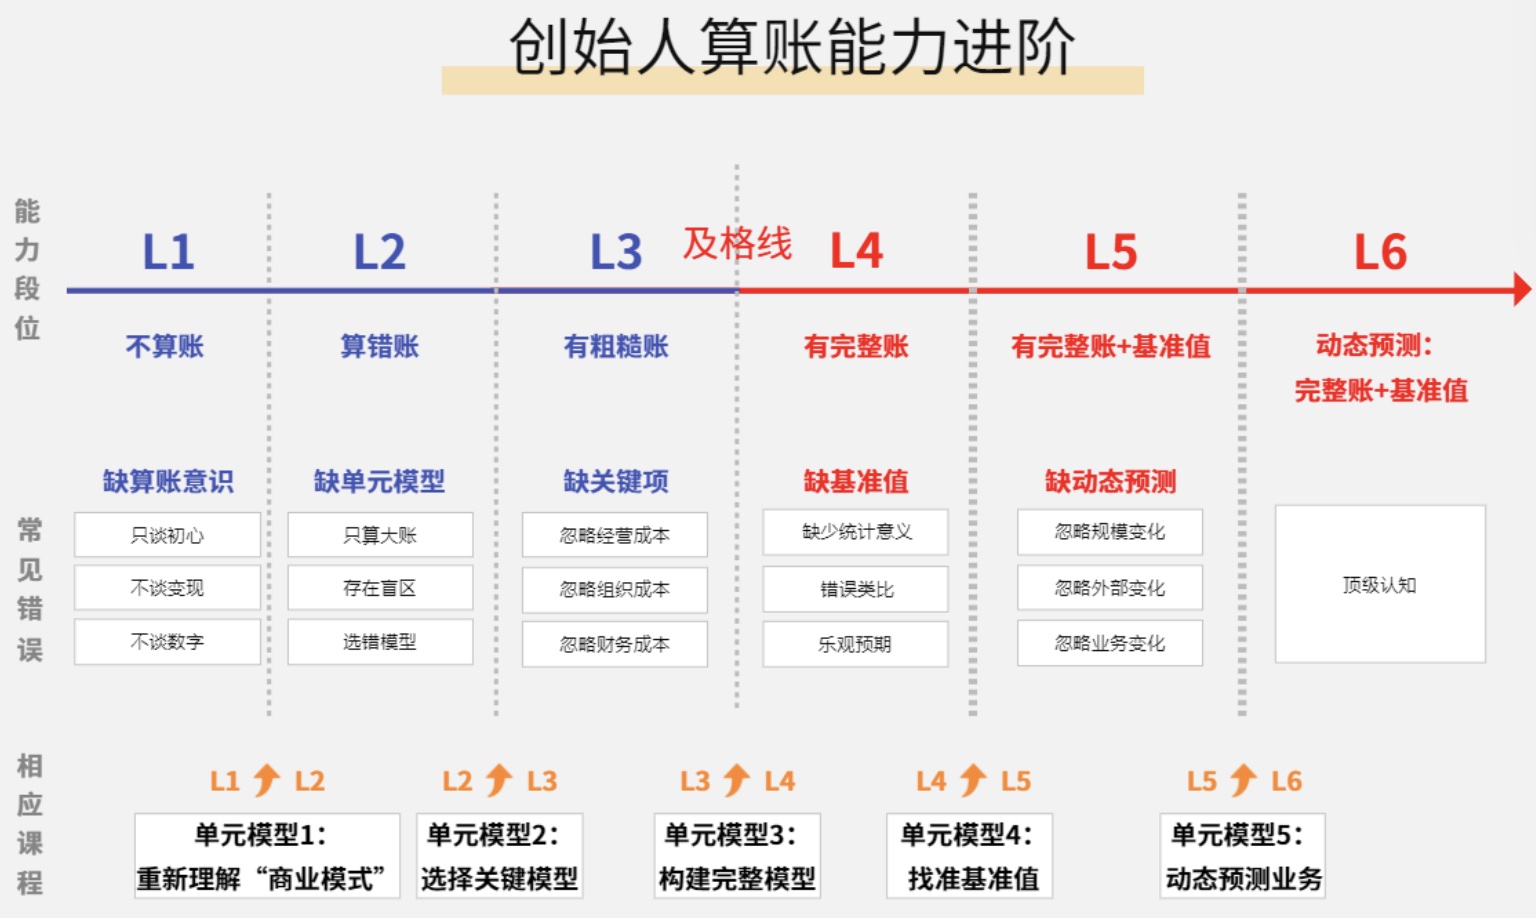 创始人算账能力进阶
能力段位
L1
L2
L3
及格线
L4
L5
L6
不算账
算错账
有粗糙账
有完整账
有完整账+基准值
动态预测：
完整账+基准值
常见错误
缺算账意识
缺单元模型
缺关键项
缺基准值
缺动态预测
只谈初心
只算大账
忽略经营成本
缺少统计意义
忽略规模变化
顶级认知
不谈变现
存在盲区
忽略组织成本
错误类比
忽略外部变化
不谈数字
选错模型
忽略财务成本
乐观预期
忽略业务变化
相应课程
L1 L2
L2 L3
L3 L4
L4 L5
L5 L6
单元模型1：
重新理解“商业模式”
单元模型2：
选择关键模型
单元模型3：
构建完整模型
单元模型4：
找准基准值
单元模型5：
动态预测业务